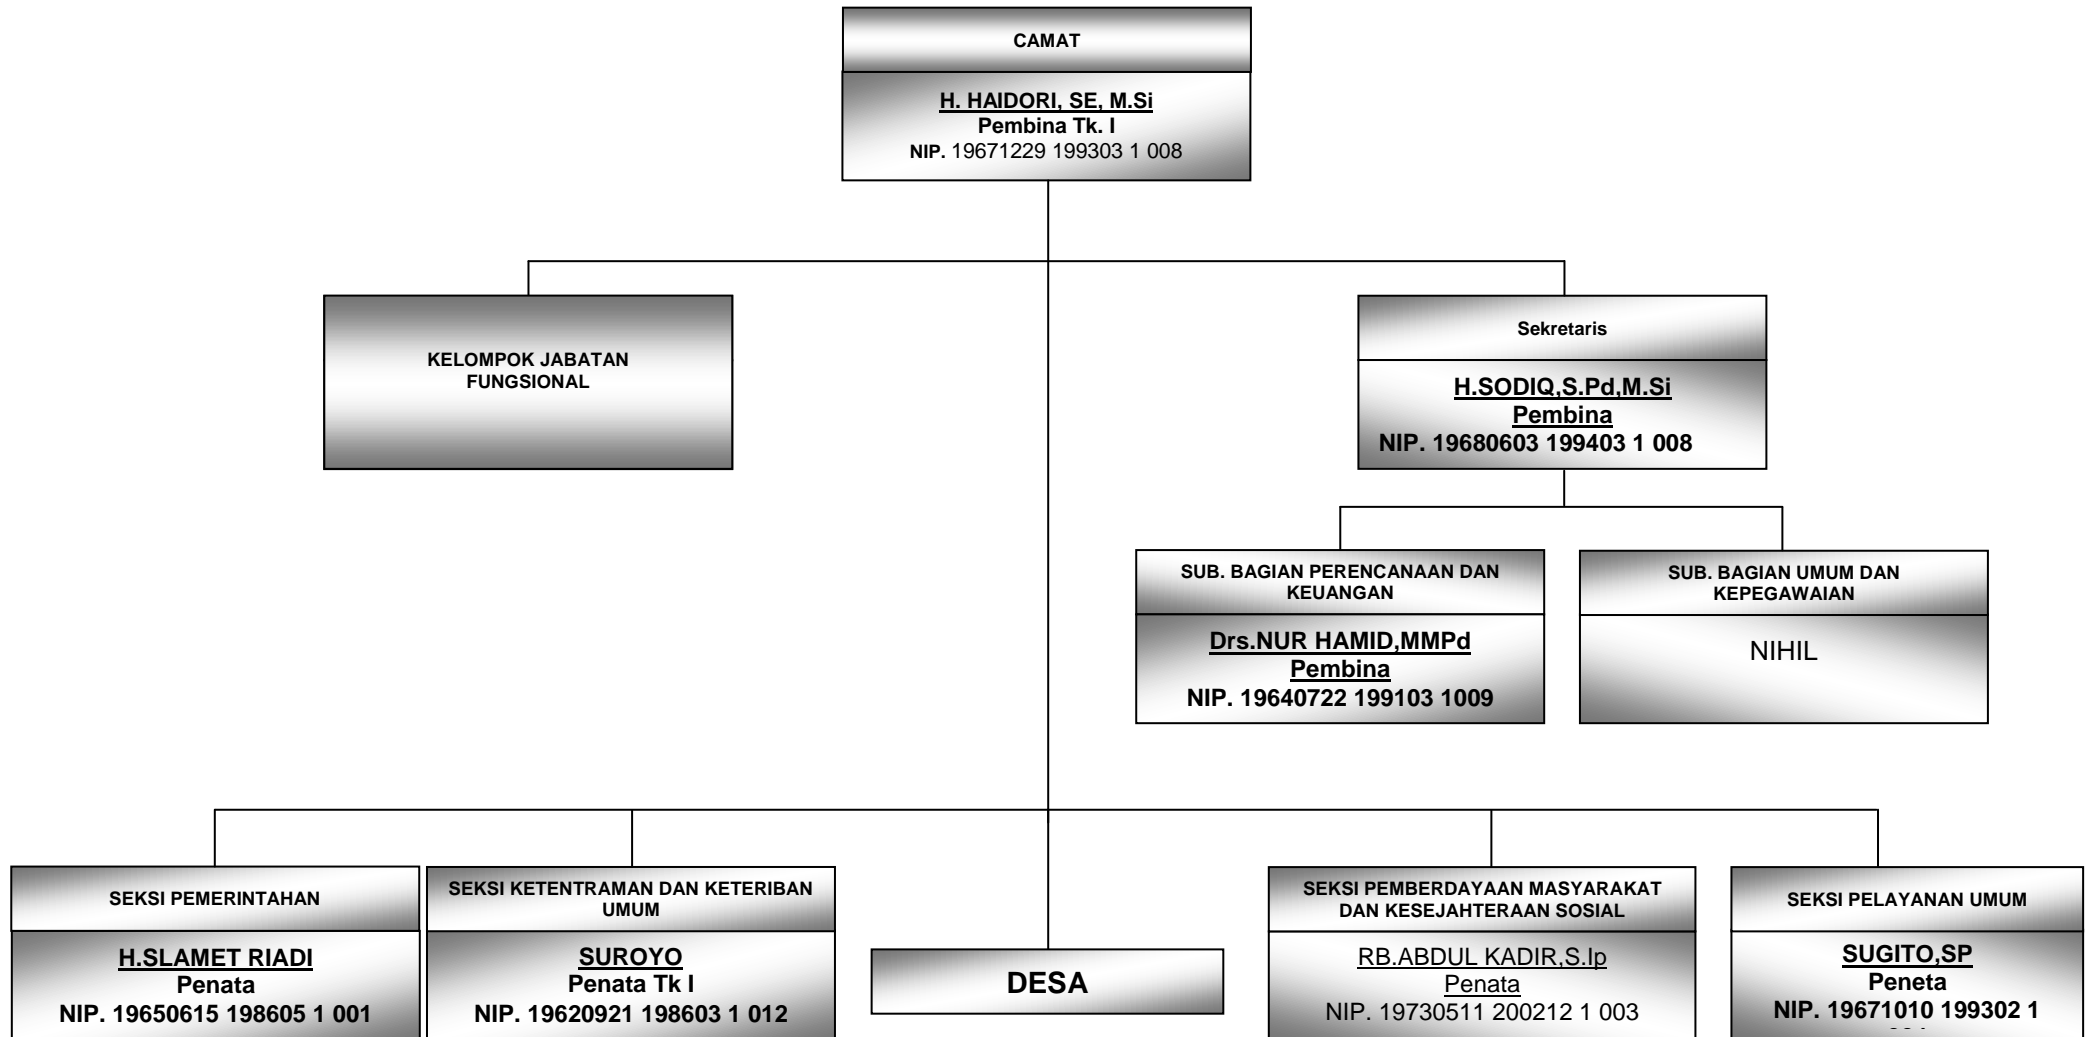 CAMAT
H. HAIDORI, SE, M.Si
Pembina Tk. I
NIP. 19671229 199303 1 008
KELOMPOK JABATAN
FUNGSIONAL
Sekretaris
H.SODIQ,S.Pd,M.Si
Pembina
NIP. 19680603 199403 1 008
SUB. BAGIAN PERENCANAAN DAN
KEUANGAN
Drs.NUR HAMID,MMPd
Pembina
NIP. 19640722 199103 1009
SUB. BAGIAN UMUM DAN
KEPEGAWAIAN
NIHIL
SEKSI PEMERINTAHAN
H.SLAMET RIADI
Penata
NIP. 19650615 198605 1 001
SEKSI KETENTRAMAN DAN KETERIBAN
UMUM
SUROYO
Penata Tk I
NIP. 19620921 198603 1 012
DESA
SEKSI PEMBERDAYAAN MASYARAKAT
DAN KESEJAHTERAAN SOSIAL
RB.ABDUL KADIR,S.Ip
Penata
NIP. 19730511 200212 1 003
SEKSI PELAYANAN UMUM
SUGITO,SP
Peneta
NIP. 19671010 199302 1